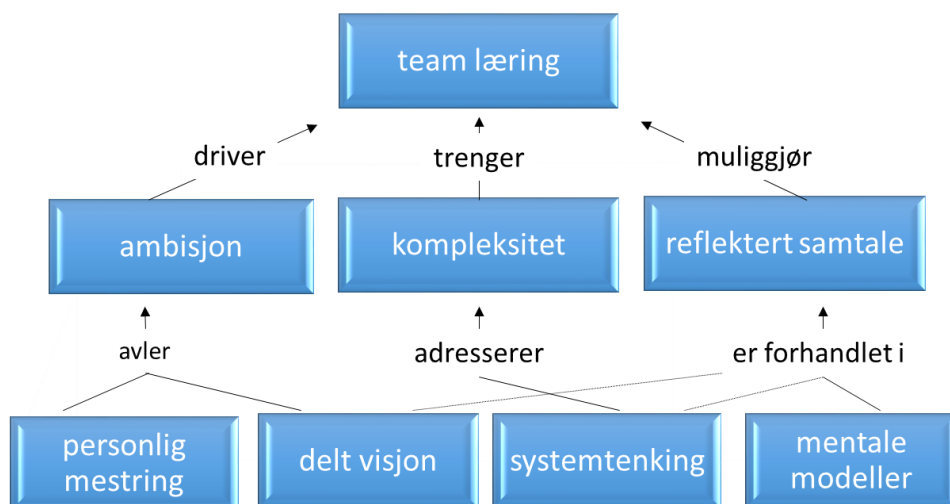 team læring
driver
trenger
muliggjør
ambisjon
kompleksitet
reflektert samtale
avler
adresserer
er forhandlet i
personlig
mestring
delt visjon
systemtenking
mentale
modeller